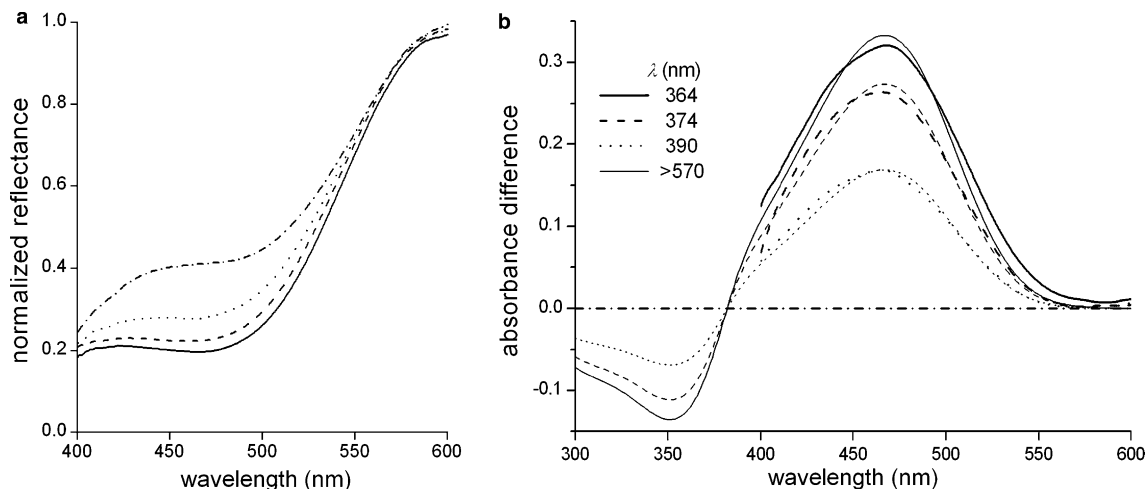 a
1.0
0.8
0.6
0.4
0.2
0.0
400 450 500 550 600
wavelength (nm)
normalized reflectance
b
λ (nm)
364
374
390
>570
0.3
0.2
0.1
0.0
-0.1
300 350 400 450 500 550 600
wavelength (nm)
absorbance difference